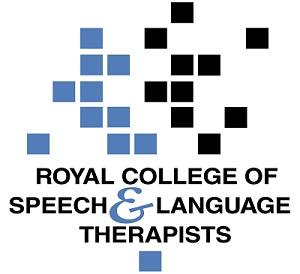 ROYAL COLLEGE OF
SPEECH & LANGUAGE
THERAPISTS